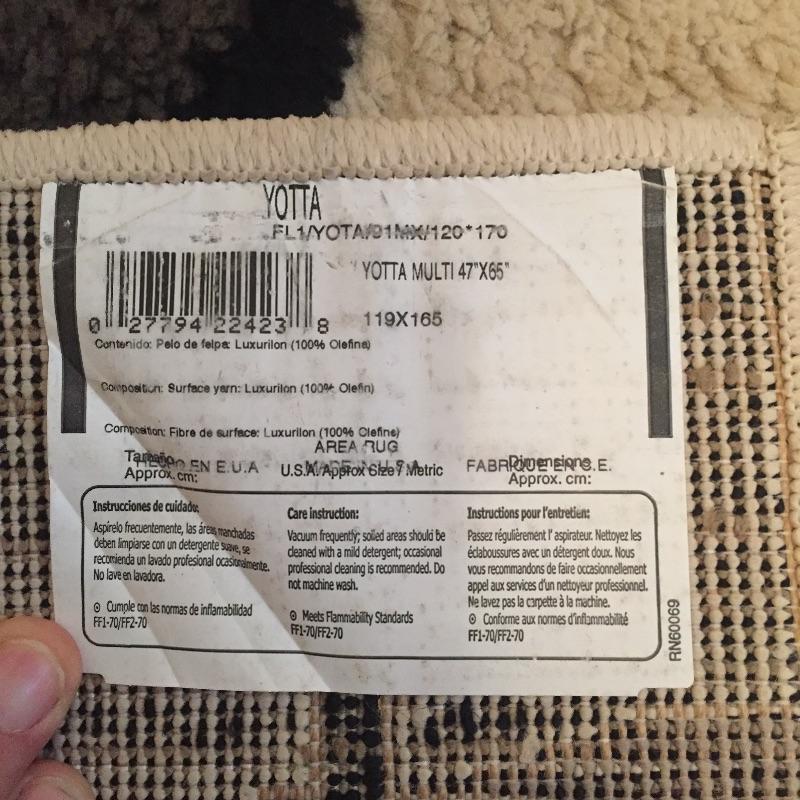 YOTTA
FL1/YOTA/91MX/120*170
YOTTA MULTI 47"X65"
119X165
0 27794 22423 8
Contenido: Pelo de felpa: Luxurilon (100% Olefina)
Composition: Surface yarn: Luxurilon (100% Olefin)
Composition: Fibre de surface: Luxurilon (100% Olefine)
AREA RUG
Tamaño
Approx. cm:
HECHO EN E.U.A
U.S.A. Approx Size / Metric
MADE IN U.S.A
Dimensions
Approx. cm:
FABRIQUE EN C.E.
Instrucciones de cuidado:
Aspírelo frecuentemente, las áreas manchadas
deben limpiarse con un detergente suave, se
recomienda un lavado profesional ocasionalmente.
No lave en lavadora.
Cumple con las normas de inflamabilidad
FF1-70/FF2-70
Care instruction:
Vacuum frequently; soiled areas should be
cleaned with a mild detergent; occasional
professional cleaning is recommended. Do
not machine wash.
Meets Flammability Standards
FF1-70/FF2-70
Instructions pour l'entretien:
Passez régulièrement l' aspirateur. Nettoyez les
éclaboussures avec un détergent doux. Nous
vous recommandons de faire occasionnellement
appel aux services d'un nettoyeur professionnel.
Ne lavez pas la carpette à la machine.
Conforme aux normes d'inflammabilité
FF1-70/FF2-70
RN60069